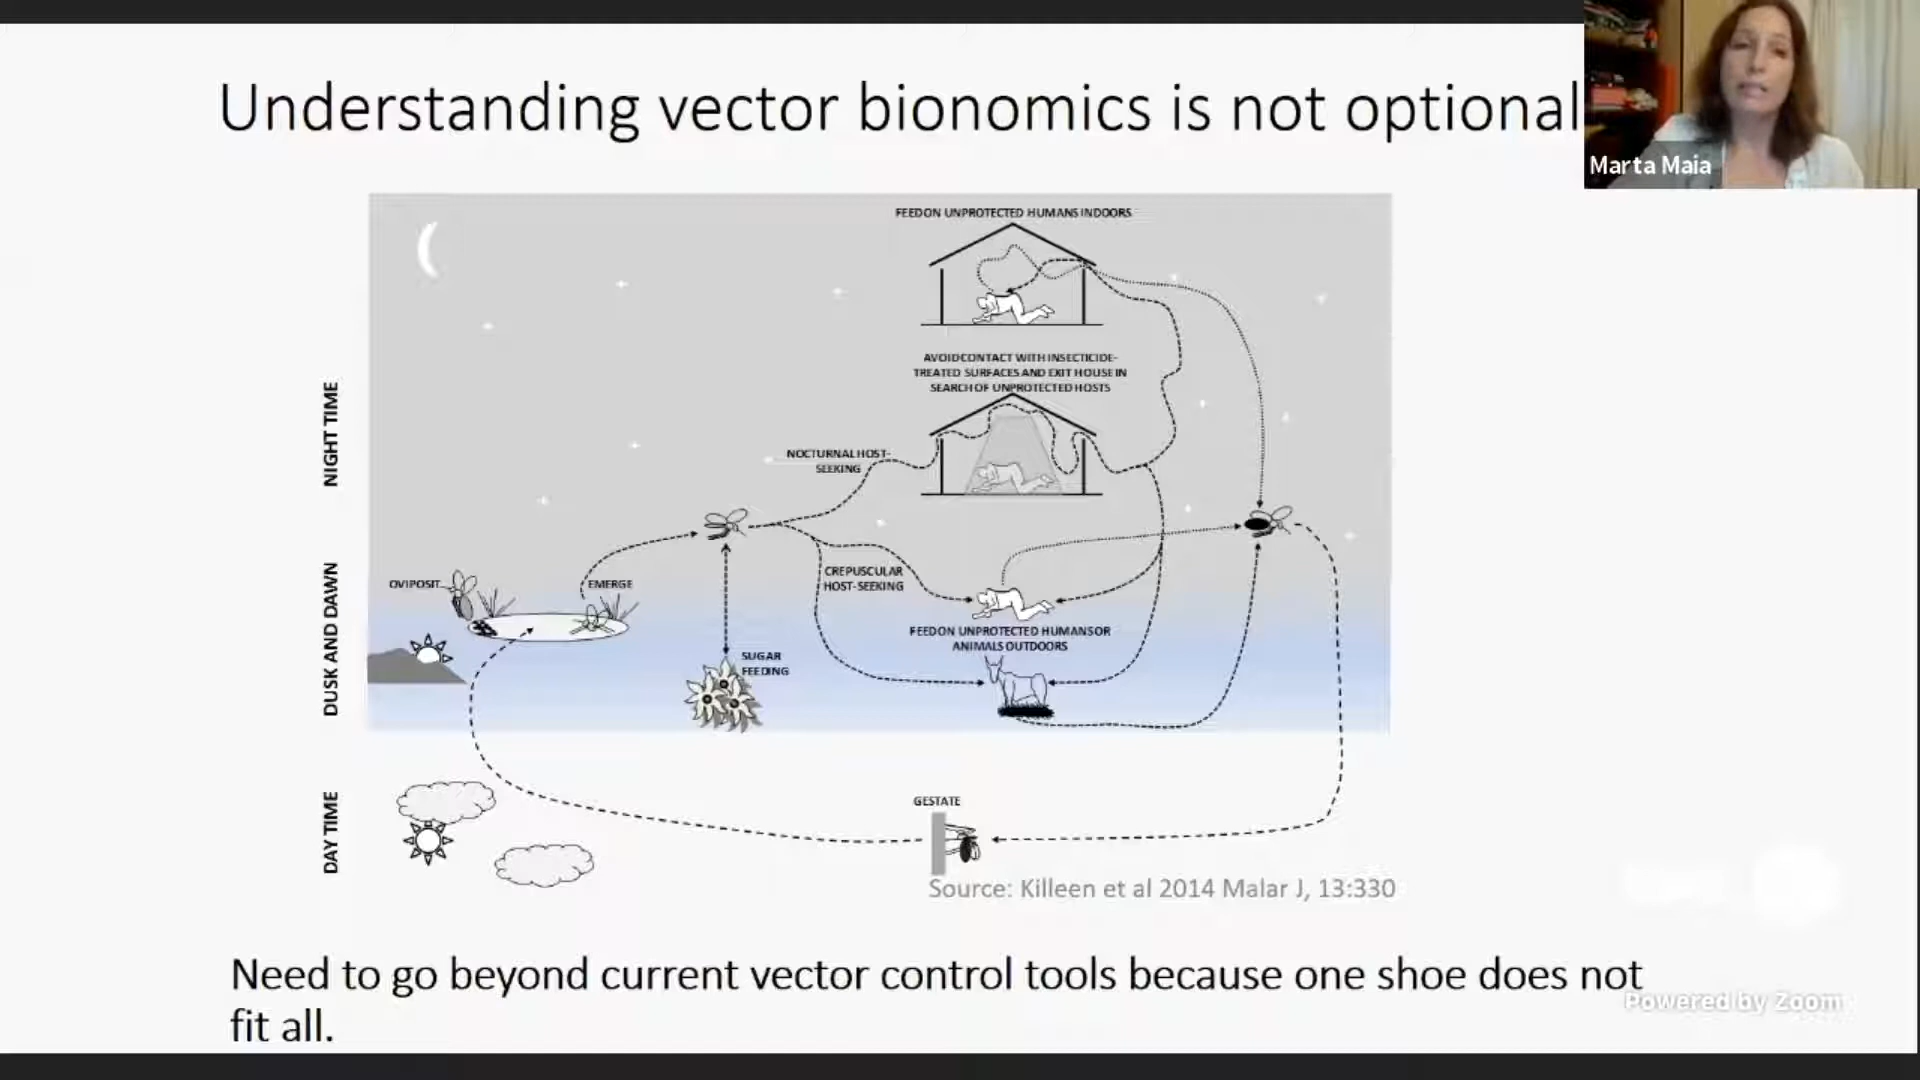 Understanding vector bionomics is not optional
Marta Maia
FEED ON UNPROTECTED HUMANS INDOORS
AVOID CONTACT WITH INSECTICIDE-
TREATED SURFACES AND EXIT HOUSE IN
SEARCH OF UNPROTECTED HOSTS
NIGHT TIME
NOCTURNAL HOST-
SEEKING
OVIPOSIT
EMERGE
CREPUSCULAR
HOST-SEEKING
DUSK AND DAWN
FEED ON UNPROTECTED HUMANS OR
ANIMALS OUTDOORS
SUGAR
FEEDING
DAY TIME
GESTATE
Source: Killeen et al 2014 Malar J, 13:330
Need to go beyond current vector control tools because one shoe does not
fit all.
Powered by Zoom